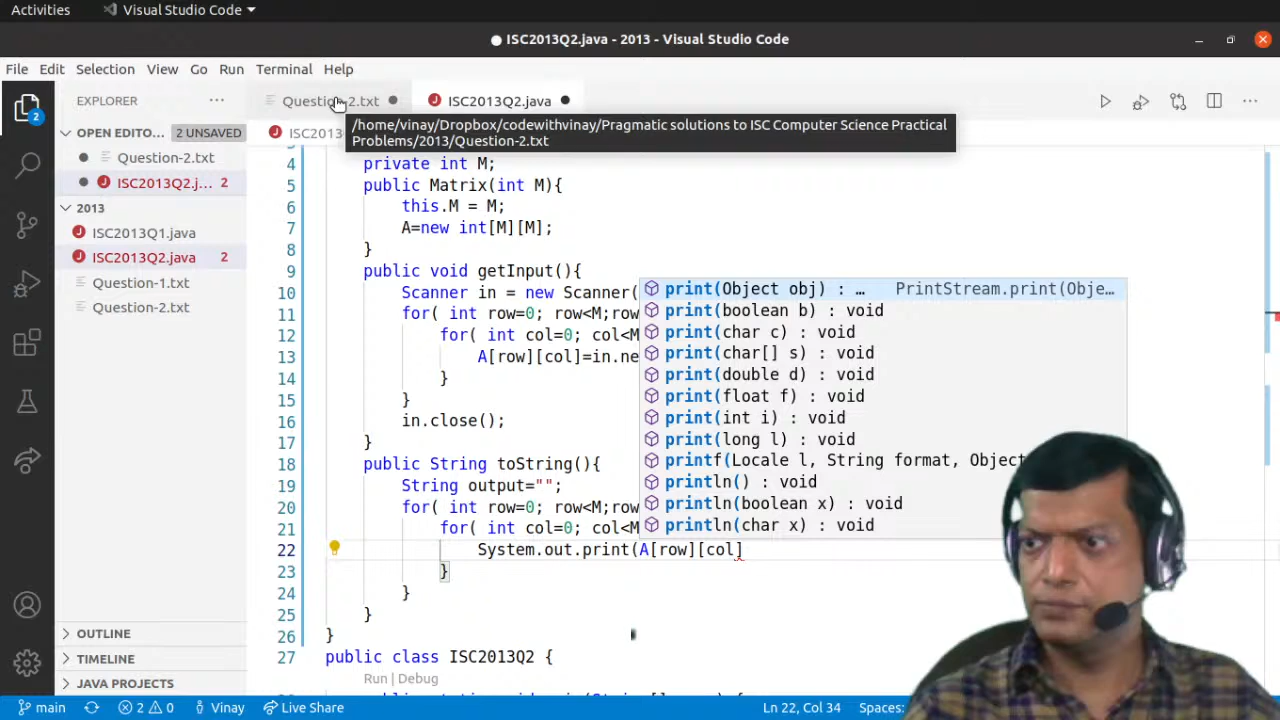 Activities Visual Studio Code
ISC2013Q2.java - 2013 - Visual Studio Code
File Edit Selection View Go Run Terminal Help
EXPLORER
Question-2.txt ISC2013Q2.java
/home/vinay/Dropbox/codewithvinay/Pragmatic solutions to ISC Computer Science Practical
Problems/2013/Question-2.txt
OPEN EDITO... 2 UNSAVED
Question-2.txt
ISC2013Q2.j... 2
2013
ISC2013Q1.java
ISC2013Q2.java 2
Question-1.txt
Question-2.txt
OUTLINE
TIMELINE
JAVA PROJECTS
ISC2013
4 private int M;
5 public Matrix(int M){
6 this.M = M;
7 A=new int[M][M];
8 }
9 public void getInput(){
10 Scanner in = new Scanner(
11 for( int row=0; row<M;row
12 for( int col=0; col<M
13 A[row][col]=in.ne
14 }
15 }
16 in.close();
17 }
18 public String toString(){
19 String output="";
20 for( int row=0; row<M;row
21 for( int col=0; col<M
22 System.out.print(A[row][col]
23 }
24 }
25 }
26 }
27 public class ISC2013Q2 {
Run | Debug
print(Object obj) : … PrintStream.print(Obje…
print(boolean b) : void
print(char c) : void
print(char[] s) : void
print(double d) : void
print(float f) : void
print(int i) : void
print(long l) : void
printf(Locale l, String format, Object
println() : void
println(boolean x) : void
println(char x) : void
main 2 0 Vinay Live Share Ln 22, Col 34 Spaces: